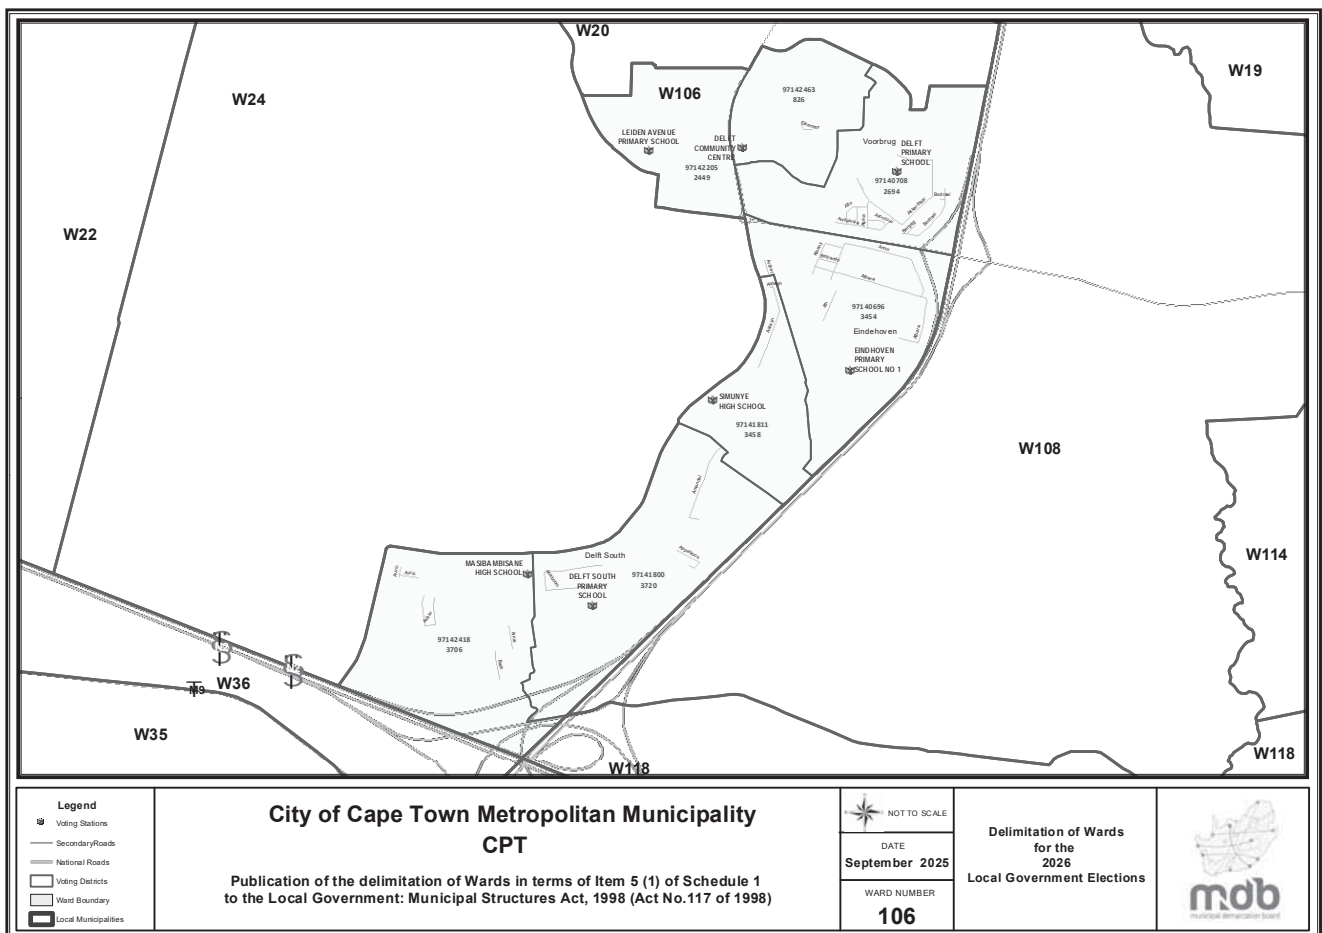 W20
W19
W24
W106
97142463
826
LEIDEN AVENUE
PRIMARY SCHOOL
DELFT
COMMUNITY
CENTRE
Voorbrug
DELFT
PRIMARY
SCHOOL
97142205
2449
97140708
2694
W22
97140696
3454
Eindehoven
EINDHOVEN
PRIMARY
SCHOOL NO 1
SIMUNYE
HIGH SCHOOL
97141811
3458
W108
W114
Delft South
MASIBAMBISANE
HIGH SCHOOL
DELFT SOUTH
PRIMARY
SCHOOL
97141800
3720
97142418
3706
W36
W35
W118
W118
Legend
Voting Stations
SecondaryRoads
National Roads
Voting Districts
Ward Boundary
Local Municipalities
City of Cape Town Metropolitan Municipality
CPT
Publication of the delimitation of Wards in terms of Item 5 (1) of Schedule 1
to the Local Government: Municipal Structures Act, 1998 (Act No.117 of 1998)
NOT TO SCALE
DATE
September 2025
WARD NUMBER
106
Delimitation of Wards
for the
2026
Local Government Elections
mdb
municipal demarcation board